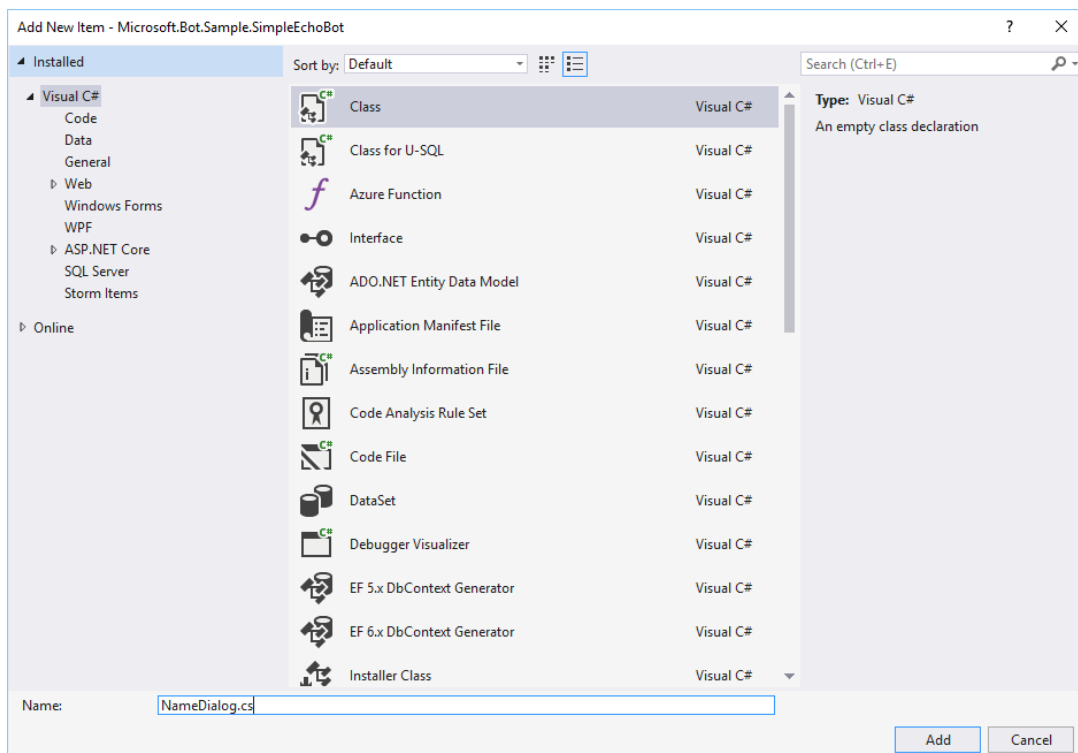 Add New Item - Microsoft.Bot.Sample.SimpleEchoBot ?
Installed
Visual C#
Code
Data
General
Web
Windows Forms
WPF
ASP.NET Core
SQL Server
Storm Items
Online
Sort by: Default
Class Visual C#
Class for U-SQL Visual C#
Azure Function Visual C#
Interface Visual C#
ADO.NET Entity Data Model Visual C#
Application Manifest File Visual C#
Assembly Information File Visual C#
Code Analysis Rule Set Visual C#
Code File Visual C#
DataSet Visual C#
Debugger Visualizer Visual C#
EF 5.x DbContext Generator Visual C#
EF 6.x DbContext Generator Visual C#
Installer Class Visual C#
Search (Ctrl+E)
Type: Visual C#
An empty class declaration
Name: NameDialog.cs
Add Cancel